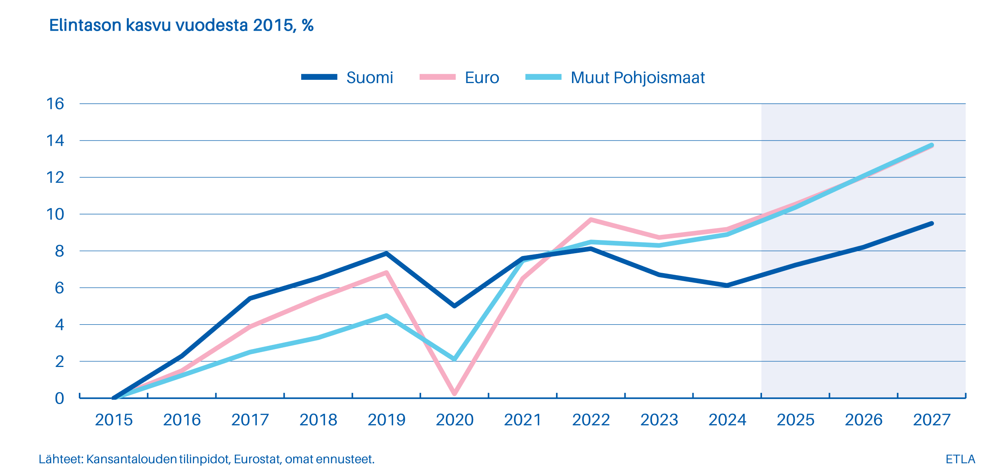 Elintason kasvu vuodesta 2015, %
Suomi Euro Muut Pohjoismaat
16
14
12
10
8
6
4
2
0
2015 2016 2017 2018 2019 2020 2021 2022 2023 2024 2025 2026 2027
Lähteet: Kansantalouden tilinpidot, Eurostat, omat ennusteet. ETLA